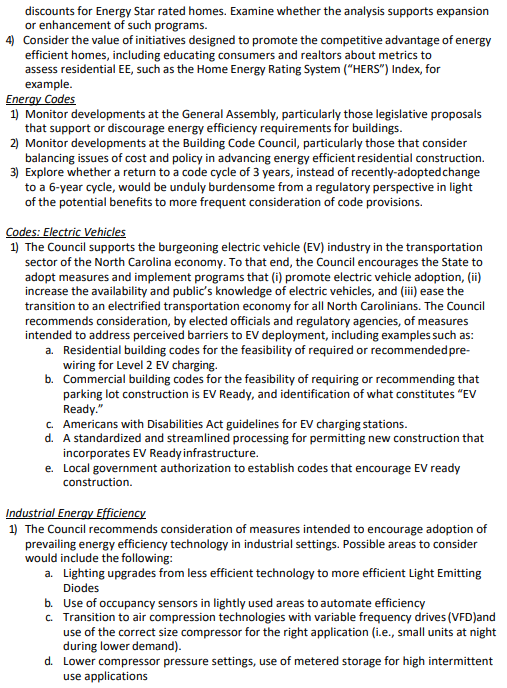 discounts for Energy Star rated homes. Examine whether the analysis supports expansion
or enhancement of such programs.
4) Consider the value of initiatives designed to promote the competitive advantage of energy
efficient homes, including educating consumers and realtors about metrics to
assess residential EE, such as the Home Energy Rating System (“HERS”) Index, for
example.
Energy Codes
1) Monitor developments at the General Assembly, particularly those legislative proposals
that support or discourage energy efficiency requirements for buildings.
2) Monitor developments at the Building Code Council, particularly those that consider
balancing issues of cost and policy in advancing energy efficient residential construction.
3) Explore whether a return to a code cycle of 3 years, instead of recently-adoptedchange
to a 6-year cycle, would be unduly burdensome from a regulatory perspective in light
of the potential benefits to more frequent consideration of code provisions.
Codes: Electric Vehicles
1) The Council supports the burgeoning electric vehicle (EV) industry in the transportation
sector of the North Carolina economy. To that end, the Council encourages the State to
adopt measures and implement programs that (i) promote electric vehicle adoption, (ii)
increase the availability and public’s knowledge of electric vehicles, and (iii) ease the
transition to an electrified transportation economy for all North Carolinians. The Council
recommends consideration, by elected officials and regulatory agencies, of measures
intended to address perceived barriers to EV deployment, including examples such as:
a. Residential building codes for the feasibility of required or recommendedpre-
wiring for Level 2 EV charging.
b. Commercial building codes for the feasibility of requiring or recommending that
parking lot construction is EV Ready, and identification of what constitutes “EV
Ready.”
c. Americans with Disabilities Act guidelines for EV charging stations.
d. A standardized and streamlined processing for permitting new construction that
incorporates EV Ready infrastructure.
e. Local government authorization to establish codes that encourage EV ready
construction.
Industrial Energy Efficiency
1) The Council recommends consideration of measures intended to encourage adoption of
prevailing energy efficiency technology in industrial settings. Possible areas to consider
would include the following:
a. Lighting upgrades from less efficient technology to more efficient Light Emitting
Diodes
b. Use of occupancy sensors in lightly used areas to automate efficiency
c. Transition to air compression technologies with variable frequency drives (VFD)and
use of the correct size compressor for the right application (i.e., small units at night
during lower demand).
d. Lower compressor pressure settings, use of metered storage for high intermittent
use applications